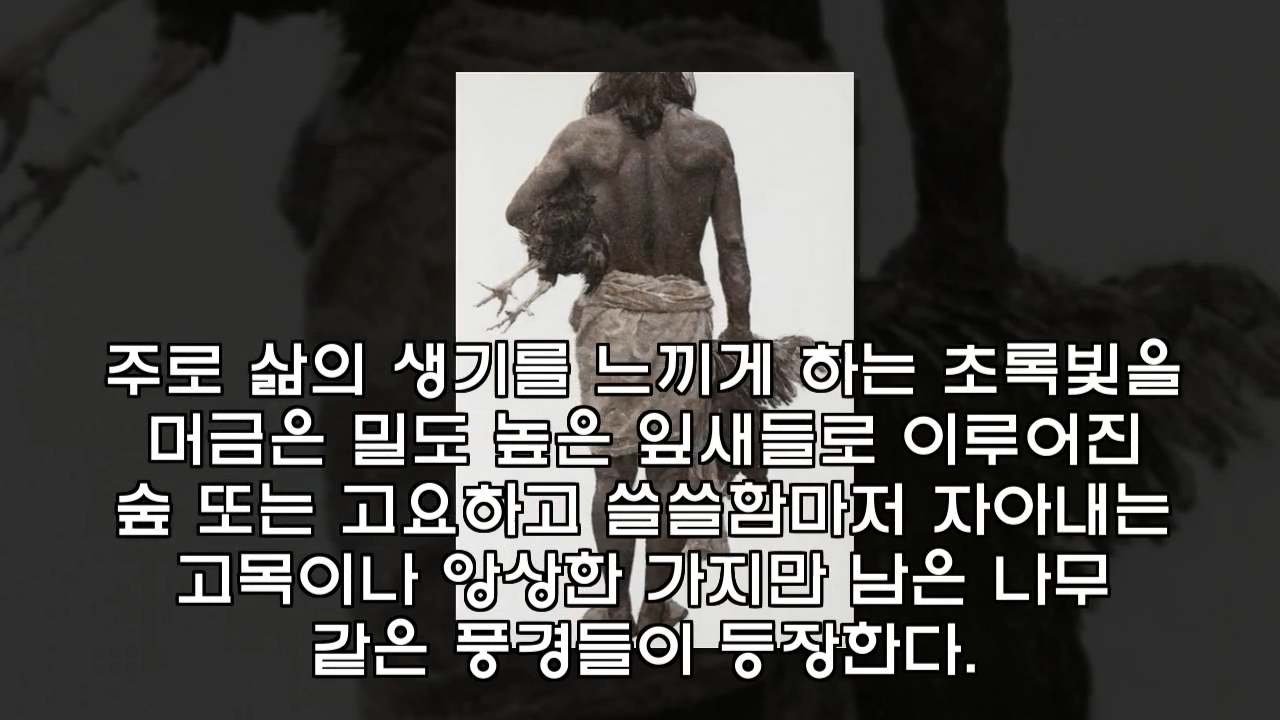 주로 삶의 생기를 느끼게 하는 초록빛을
머금은 밀도 높은 잎새들로 이루어진
숲 또는 고요하고 쓸쓸함마저 자아내는
고목이나 앙상한 가지만 남은 나무
같은 풍경들이 등장한다.